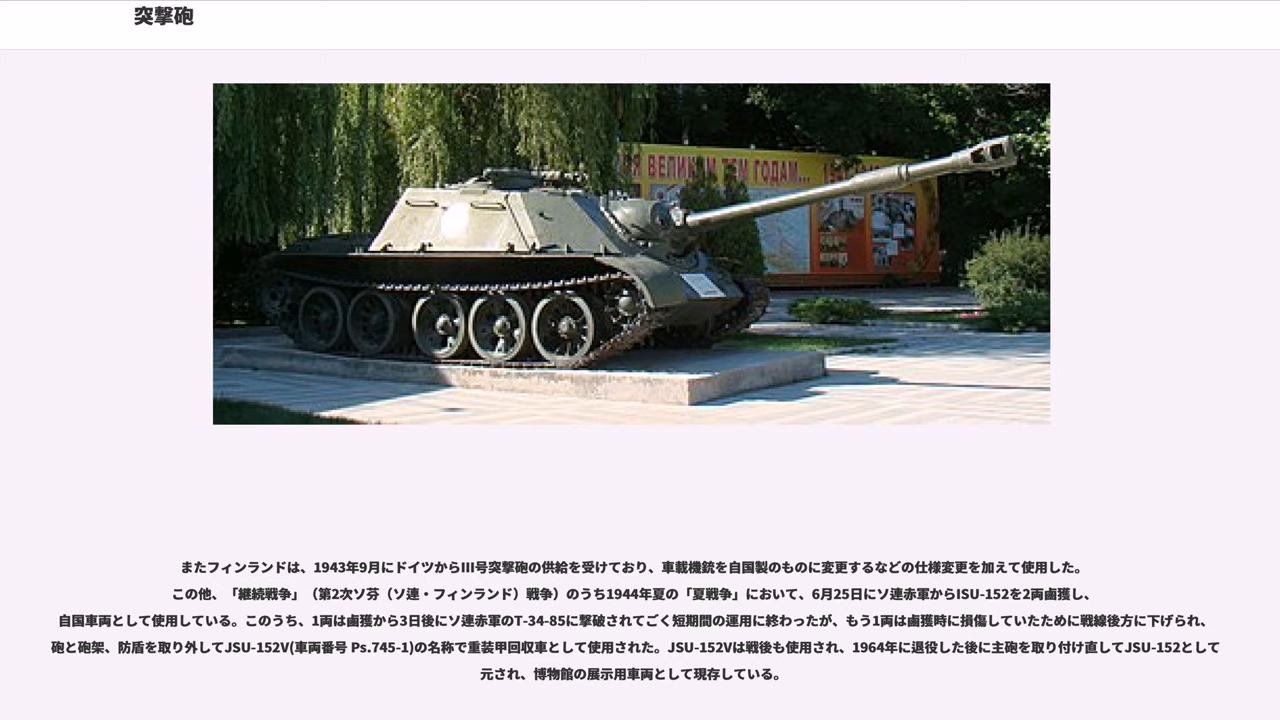 突撃砲
ВЕЛИКИМ ТЕМ ГОДАМ...
またフィンランドは、1943年9月にドイツからIII号突撃砲の供給を受けており、車載機銃を自国製のものに変更するなどの仕様変更を加えて使用した。
この他、「継続戦争」（第2次ソ芬（ソ連・フィンランド）戦争）のうち1944年夏の「夏戦争」において、6月25日にソ連赤軍からISU-152を2両鹵獲し、
自国車両として使用している。このうち、1両は鹵獲から3日後にソ連赤軍のT-34-85に撃破されてごく短期間の運用に終わったが、もう1両は鹵獲時に損傷していたために戦線後方に下げられ、
砲と砲架、防盾を取り外してJSU-152V(車両番号 Ps.745-1)の名称で重装甲回収車として使用された。JSU-152Vは戦後も使用され、1964年に退役した後に主砲を取り付け直してJSU-152として
元され、博物館の展示用車両として現存している。